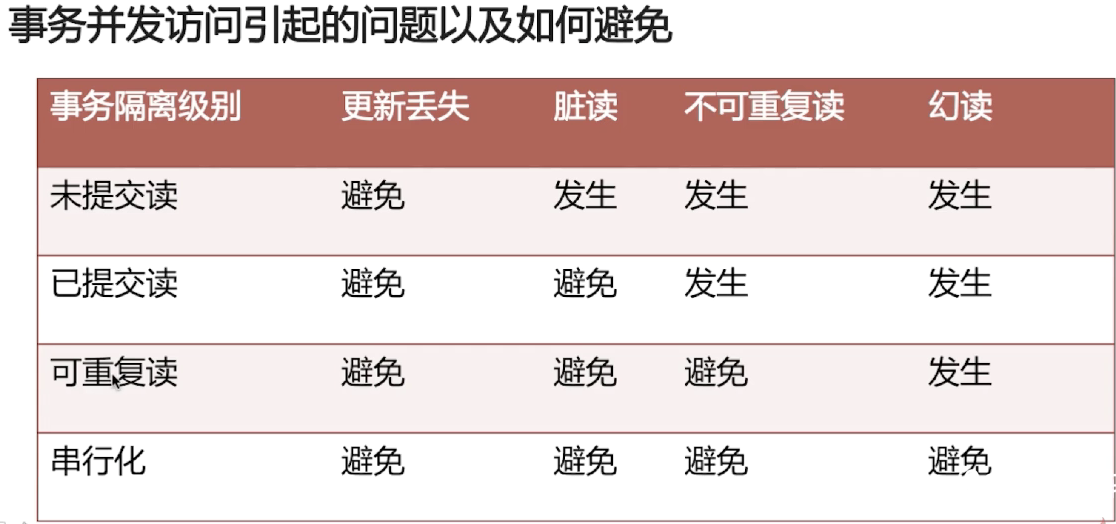 事务并发访问引起的问题以及如何避免
事务隔离级别 更新丢失 脏读 不可重复读 幻读
未提交读 避免 发生 发生 发生
已提交读 避免 避免 发生 发生
可重复读 避免 避免 避免 发生
串行化 避免 避免 避免 避免